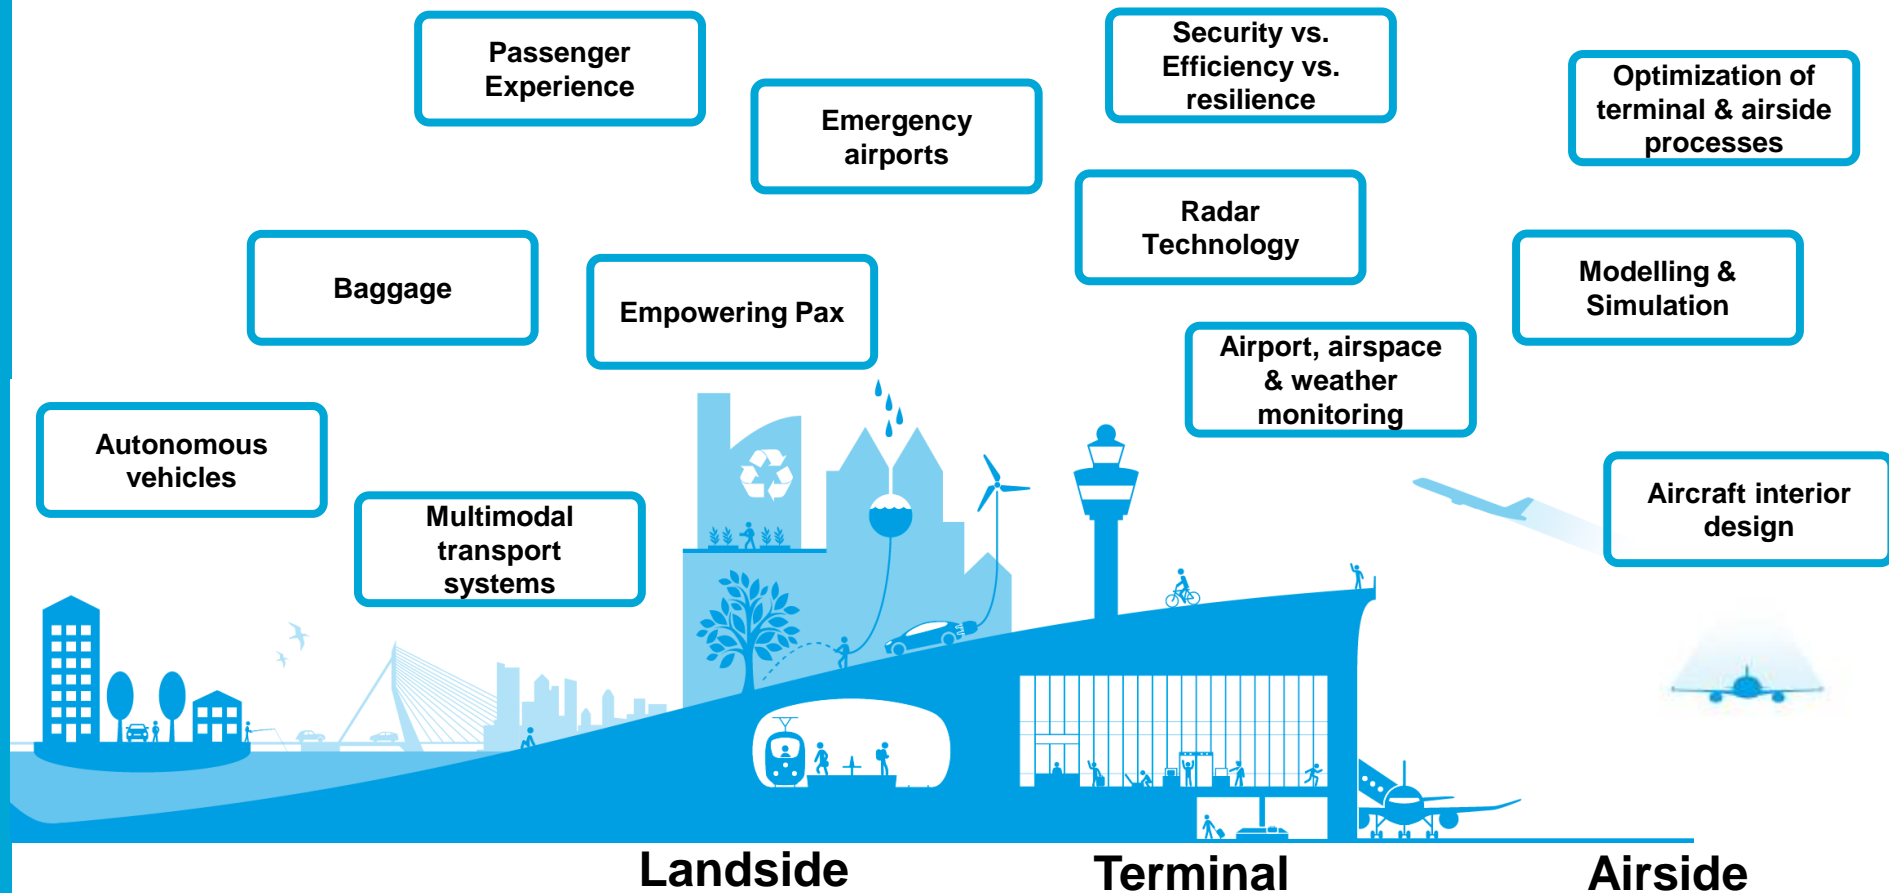 Passenger
Experience
Security vs.
Efficiency vs.
resilience
Optimization of
terminal & airside
processes
Emergency
airports
Radar
Technology
Baggage
Empowering Pax
Modelling &
Simulation
Airport, airspace
& weather
monitoring
Autonomous
vehicles
Multimodal
transport
systems
Aircraft interior
design
Landside
Terminal
Airside